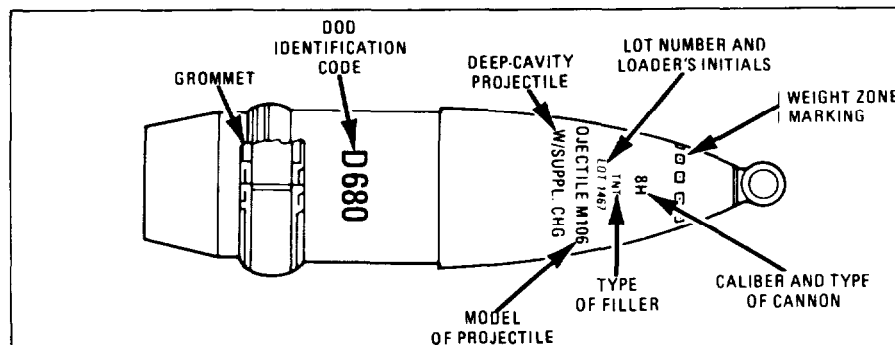 DOD
IDENTIFICATION
CODE
GROMMET
DEEP-CAVITY
PROJECTILE
LOT NUMBER AND
LOADER'S INITIALS
WEIGHT ZONE
MARKING
D 680
W/SUPPL. CHG
OJECTILE M106
LOT 1467
TNT
8H
MODEL
OF PROJECTILE
TYPE
OF FILLER
CALIBER AND TYPE
OF CANNON